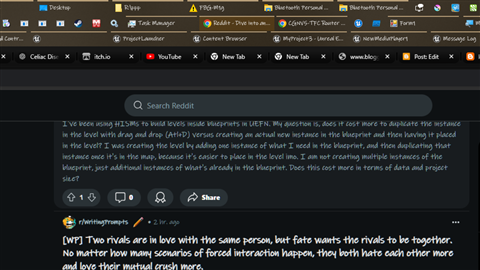 Desktop
F3G-M16
Bluetooth Personal ...
Bluetooth Personal ...
Task Manager
Reddit - Dive into an...
CGNV5-TFC Router ...
Form1
ProjectLauncher
Content Browser
MyProject3 - Unreal E...
NewMediaPlayer1
Message Log
Celiac Dise
itch.io
YouTube
New Tab
New Tab
www.blogg
Post: Edit
Search Reddit
I've been using HISMs to build levels inside blueprints in UEFN. My question is, does it cost more to duplicate the instance
in the level with drag and drop (Alt+D) versus creating an actual new instance in the blueprint and then having it placed
in the level? I was creating the level by adding one instance of what I need in the blueprint, and then duplicating that
instance once it's in the map, because it's easier to place in the level imo. I am not creating multiple instances of the
blueprint, just additional instances of what's already in the blueprint. Does this cost more in terms of data and project
size?
1
0
Share
r/WritingPrompts • 2 hr. ago
[WP] Two rivals are in love with the same person, but fate wants the rivals to be together.
No matter how many scenarios of forced interaction happen, they both hate each other more
and love their mutual crush more.